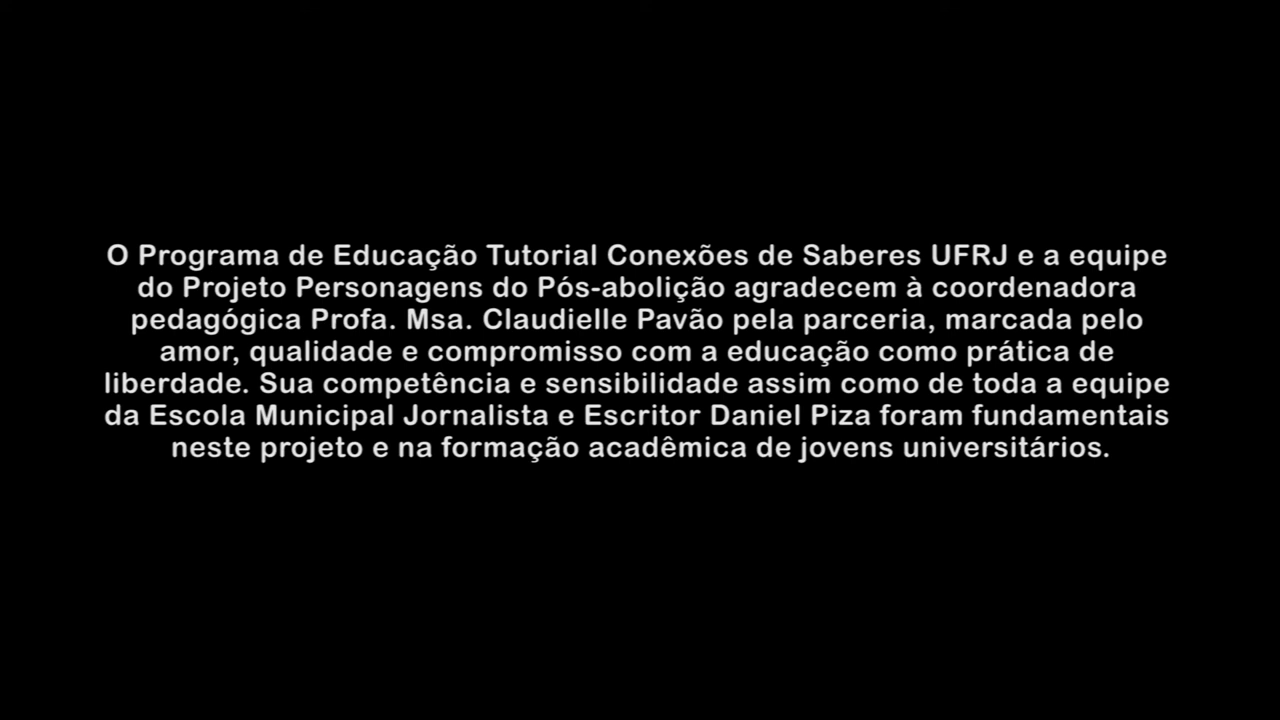 O Programa de Educação Tutorial Conexões de Saberes UFRJ e a equipe
do Projeto Personagens do Pós-abolição agradecem à coordenadora
pedagógica Profa. Msa. Claudielle Pavão pela parceria, marcada pelo
amor, qualidade e compromisso com a educação como prática de
liberdade. Sua competência e sensibilidade assim como de toda a equipe
da Escola Municipal Jornalista e Escritor Daniel Piza foram fundamentais
neste projeto e na formação acadêmica de jovens universitários.